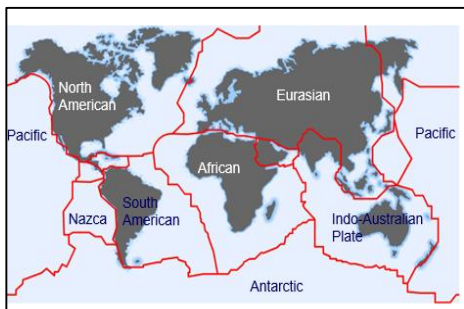 North
American
Eurasian
Pacific
Pacific
African
Nazca
South
American
Indo-Australian
Plate
Antarctic